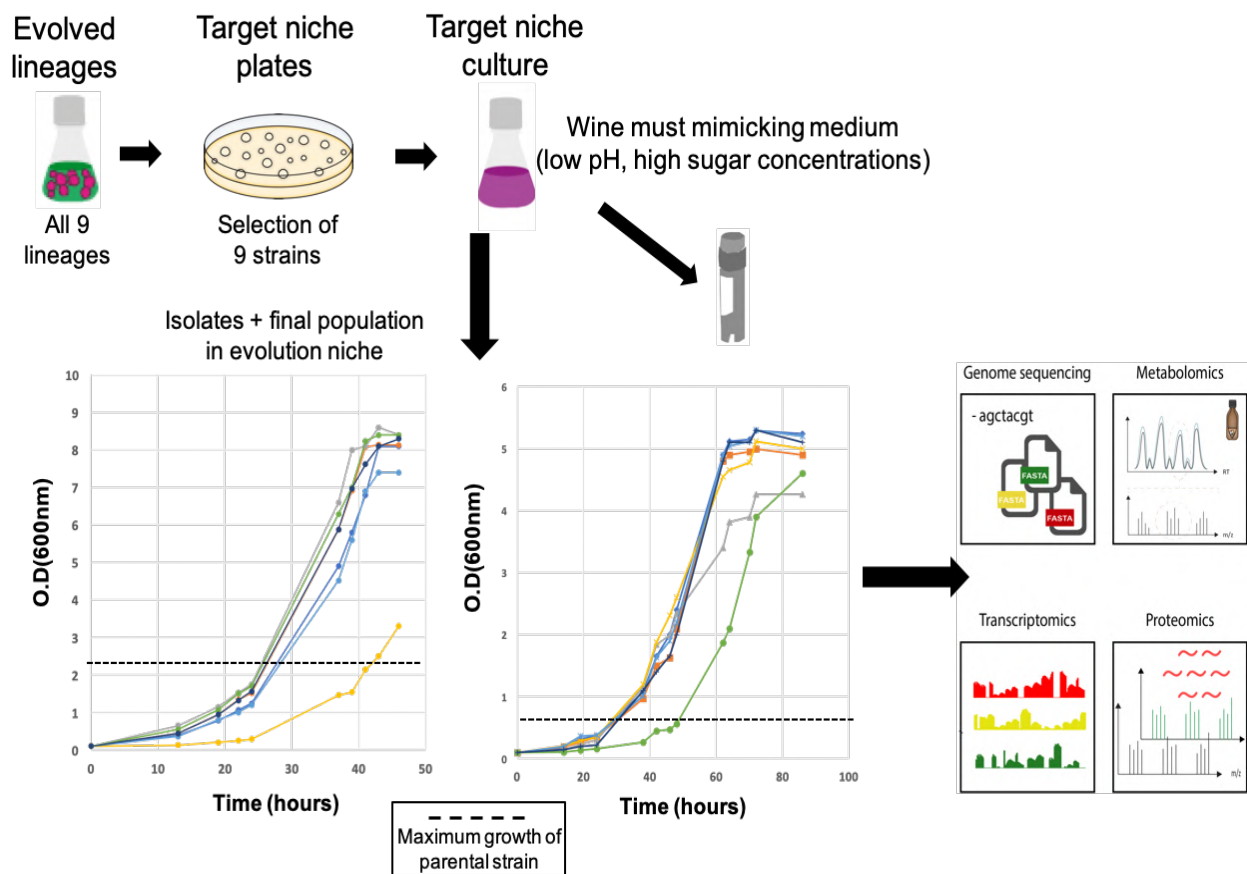 Evolved
lineages
Target niche
plates
Target niche
culture
Wine must mimicking medium
(low pH, high sugar concentrations)
All 9
lineages
Selection of
9 strains
Isolates + final population
in evolution niche
10
9
8
7
6
5
4
3
2
1
0
0
10
20
30
40
50
O.D(600nm)
Time (hours)
6
5
4
3
2
1
0
0
20
40
60
80
100
O.D(600nm)
Time (hours)
Maximum growth of
parental strain
Genome sequencing
- agctacgt
FASTA
FASTA
FASTA
Metabolomics
RT
m/z
Transcriptomics
Proteomics
m/z